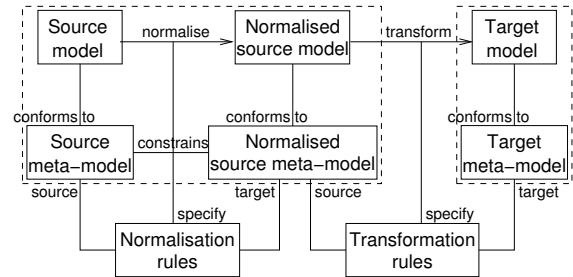 Source
model
normalise
Normalised
source model
transform
Target
model
conforms to
conforms to
conforms to
Source
meta−model
constrains
Normalised
source meta−model
Target
meta−model
source
target
source
target
specify
specify
Normalisation
rules
Transformation
rules